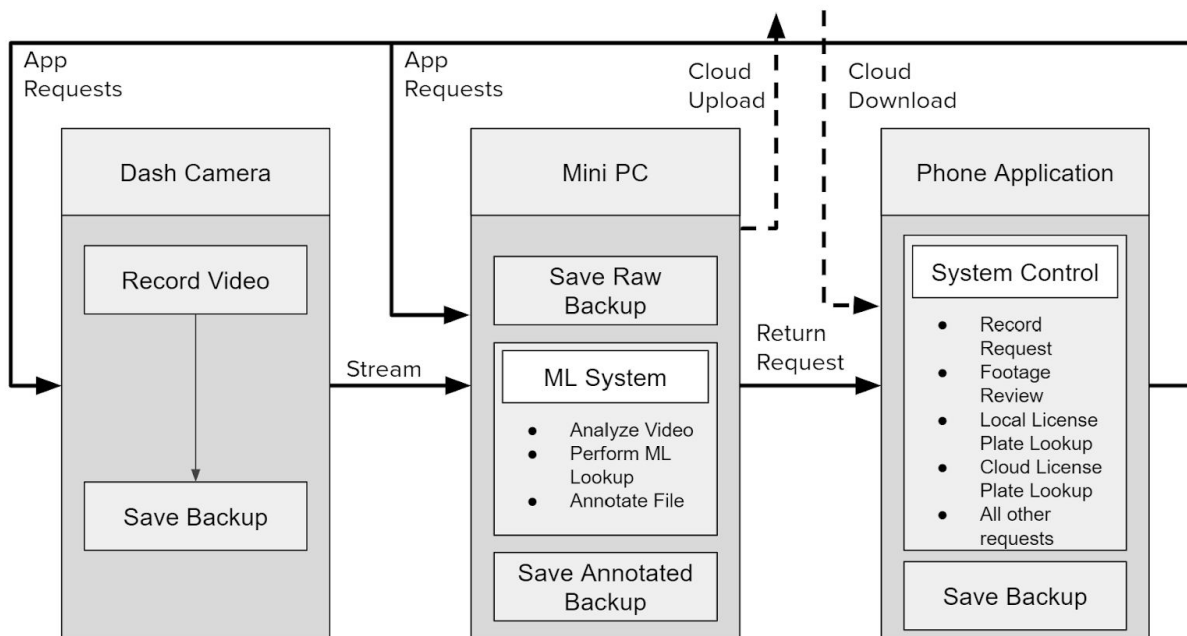 App
Requests
App
Requests
Cloud
Upload
Cloud
Download
Dash Camera
Record Video
Save Backup
Stream
Mini PC
Save Raw
Backup
ML System
Analyze Video
Perform ML
Lookup
Annotate File
Save Annotated
Backup
Return
Request
Phone Application
System Control
Record
Request
Footage
Review
Local License
Plate Lookup
Cloud License
Plate Lookup
All other
requests
Save Backup